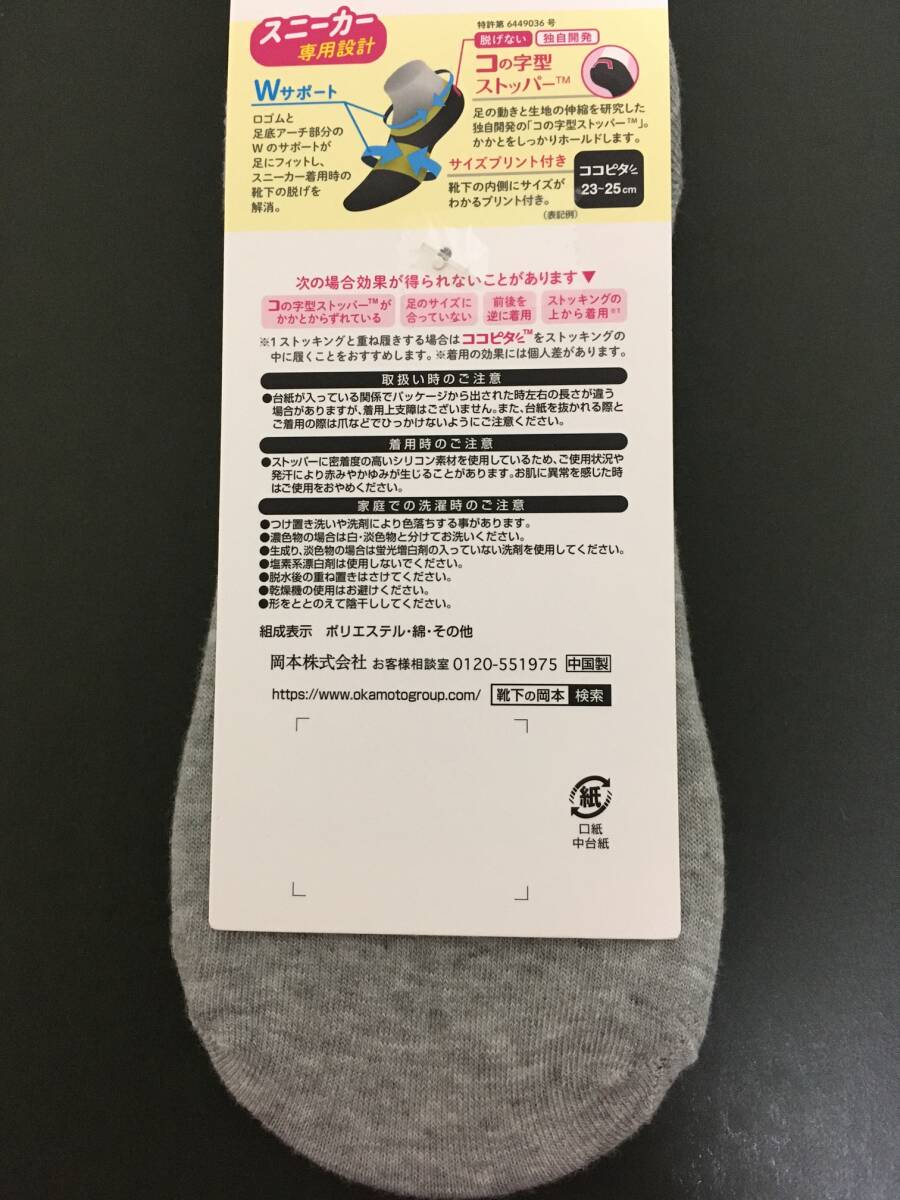 スニーカー
専用設計
特許第 6449036 号
脱げない 独自開発
コの字型
ストッパー™
足の動きと生地の伸縮を研究した
独自開発の「コの字型ストッパー™」。
かかとをしっかりホールドします。
Wサポート
口ゴムと
足底アーチ部分の
Wのサポートが
足にフィットし、
スニーカー着用時の
靴下の脱げを
解消。
サイズプリント付き
靴下の内側にサイズが
わかるプリント付き。
ココピタッ
23~25cm
(表記例)
次の場合効果が得られないことがあります▼
コの字型ストッパー™が
かかとからずれている
足のサイズに
合っていない
前後を
逆に着用
ストッキングの
上から着用※1
※1ストッキングと重ね履きする場合はココピタッ™をストッキングの
中に履くことをおすすめします。※着用の効果には個人差があります。
取扱い時のご注意
●台紙が入っている関係でパッケージから出された時左右の長さが違う
場合がありますが、着用上支障はございません。また、台紙を抜かれる際と
ご着用の際は爪などでひっかけないようにご注意ください。
着用時のご注意
●ストッパーに密着度の高いシリコン素材を使用しているため、ご使用状況や
発汗により赤みやかゆみが生じることがあります。お肌に異常を感じた時
はご使用をおやめください。
家庭での洗濯時のご注意
●つけ置き洗いや洗剤により色落ちする事があります。
●濃色物の場合は白・淡色物と分けてお洗いください。
●生成り、淡色物の場合は蛍光増白剤の入っていない洗剤を使用してください。
●塩素系漂白剤は使用しないでください。
●脱水後の重ね置きはさけてください。
●乾燥機の使用はお避けください。
●形をととのえて陰干ししてください。
組成表示 ポリエステル・綿・その他
岡本株式会社 お客様相談室 0120-551975 中国製
https://www.okamotogroup.com/ 靴下の岡本 検索
紙
口紙
中台紙